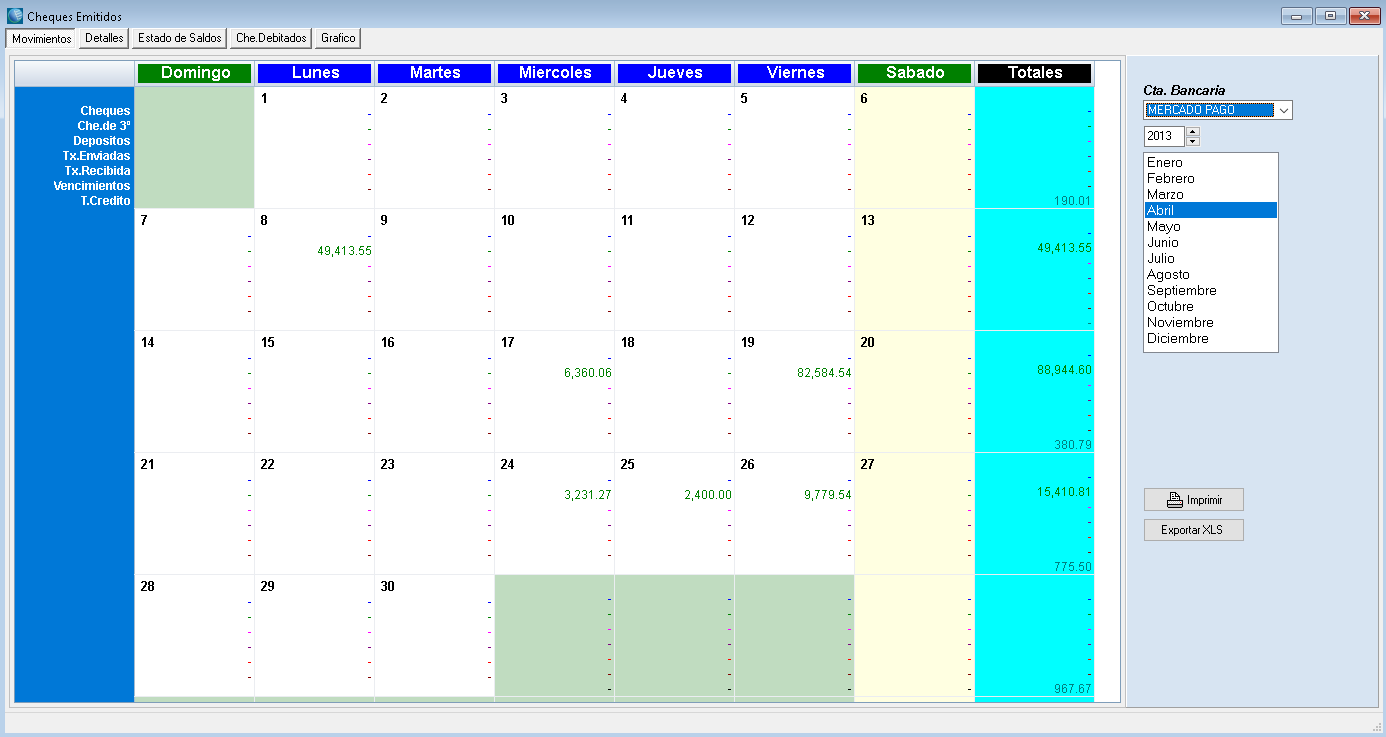 Cheques Emitidos
Movimientos Detalles Estado de Saldos Che.Debitados Grafico
Domingo Lunes Martes Miercoles Jueves Viernes Sabado Totales
Cheques
Che.de 3º
Depositos
Tx.Enviadas
Tx.Recibida
Vencimientos
T.Credito
1 2 3 4 5 6
- - - - - - -
- - - - - - -
- - - - - - -
- - - - - - -
- - - - - - -
- - - - - - -
190.01
7 8 9 10 11 12 13
- - - - - - - -
- 49,413.55 - - - - - 49,413.55
- - - - - - - -
- - - - - - - -
- - - - - - - -
- - - - - - - -
14 15 16 17 18 19 20
- - - - - - - -
- - - 6,360.06 - 82,584.54 - 88,944.60
- - - - - - - -
- - - - - - - -
- - - - - - - -
- - - - - - - -
380.79
21 22 23 24 25 26 27
- - - - - - - -
- - - 3,231.27 2,400.00 9,779.54 - 15,410.81
- - - - - - - -
- - - - - - - -
- - - - - - - -
- - - - - - - -
775.50
28 29 30
- - - - - - - -
- - - - - - - -
- - - - - - - -
- - - - - - - -
- - - - - - - -
- - - - - - - -
967.67
Cta. Bancaria
MERCADO PAGO
2013
Enero
Febrero
Marzo
Abril
Mayo
Junio
Julio
Agosto
Septiembre
Octubre
Noviembre
Diciembre
Imprimir
Exportar XLS